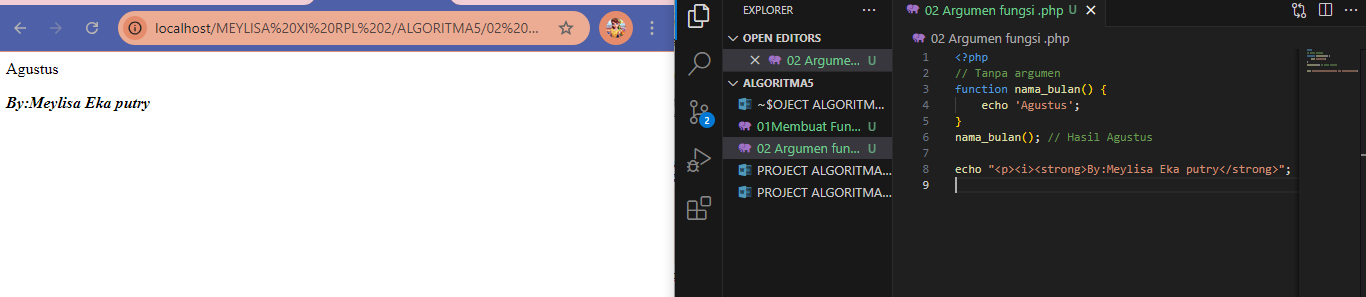 localhost/MEYLISA%20XI%20RPL%202/ALGORITMA5/02%20...
Agustus
By:Meylisa Eka putry
EXPLORER
OPEN EDITORS
02 Argume... U
ALGORITMA5
~$OJECT ALGORITM...
01Membuat Fun... U
02 Argumen fun... U
PROJECT ALGORITMA...
PROJECT ALGORITMA...
2
02 Argumen fungsi .php U
02 Argumen fungsi .php
1 <?php
2 // Tanpa argumen
3 function nama_bulan() {
4 echo 'Agustus';
5 }
6 nama_bulan(); // Hasil Agustus
7
8 echo "<p><i><strong>By:Meylisa Eka putry</strong>";
9